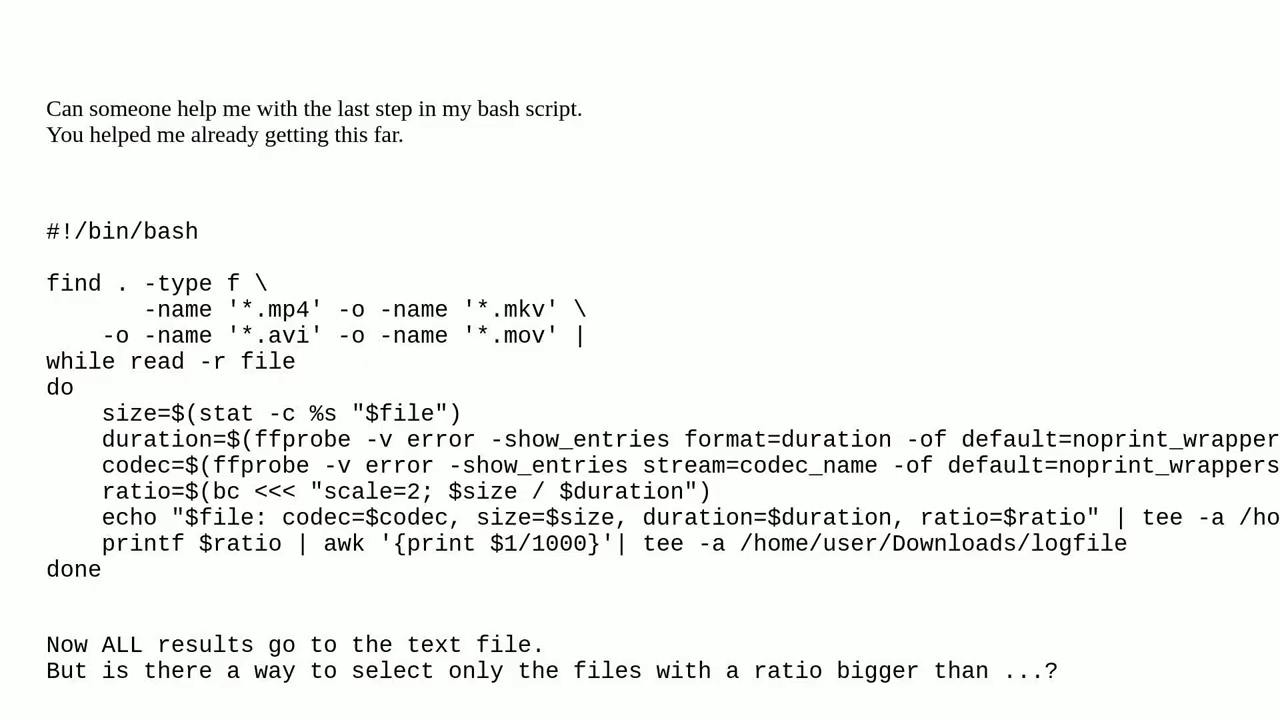 Can someone help me with the last step in my bash script.
You helped me already getting this far.
#!/bin/bash
find . -type f \
       -name '*.mp4' -o -name '*.mkv' \
    -o -name '*.avi' -o -name '*.mov' |
while read -r file
do
    size=$(stat -c %s "$file")
    duration=$(ffprobe -v error -show_entries format=duration -of default=noprint_wrapper
    codec=$(ffprobe -v error -show_entries stream=codec_name -of default=noprint_wrappers
    ratio=$(bc <<< "scale=2; $size / $duration")
    echo "$file: codec=$codec, size=$size, duration=$duration, ratio=$ratio" | tee -a /ho
    printf $ratio | awk '{print $1/1000}'| tee -a /home/user/Downloads/logfile
done
Now ALL results go to the text file.
But is there a way to select only the files with a ratio bigger than ...?